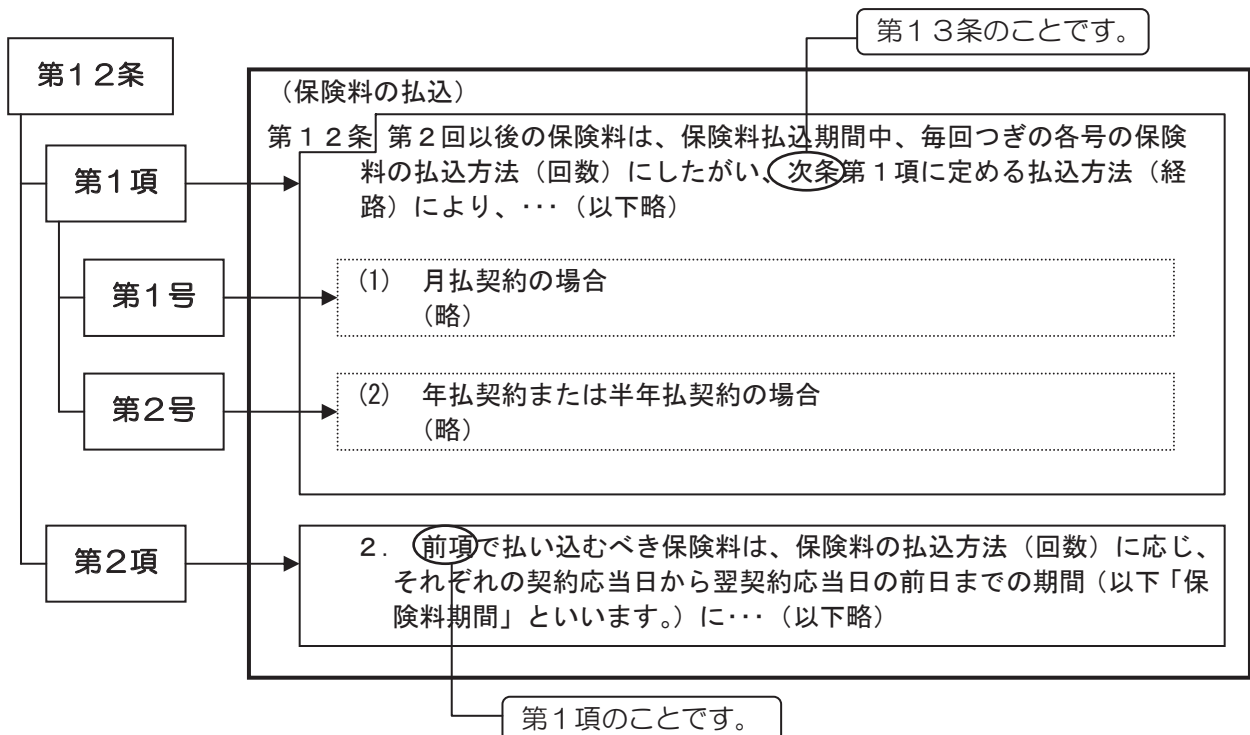 第１３条のことです。
第１２条
（保険料の払込）
第１２条 第２回以後の保険料は、保険料払込期間中、毎回つぎの各号の保険
料の払込方法（回数）にしたがい、次条第１項に定める払込方法（経
路）により、･･･（以下略）
第１項
(1) 月払契約の場合
（略）
第１号
(2) 年払契約または半年払契約の場合
（略）
第２号
２．前項で払い込むべき保険料は、保険料の払込方法（回数）に応じ、
それぞれの契約応当日から翌契約応当日の前日までの期間（以下「保
険料期間」といいます。）に･･･（以下略）
第２項
第１項のことです。